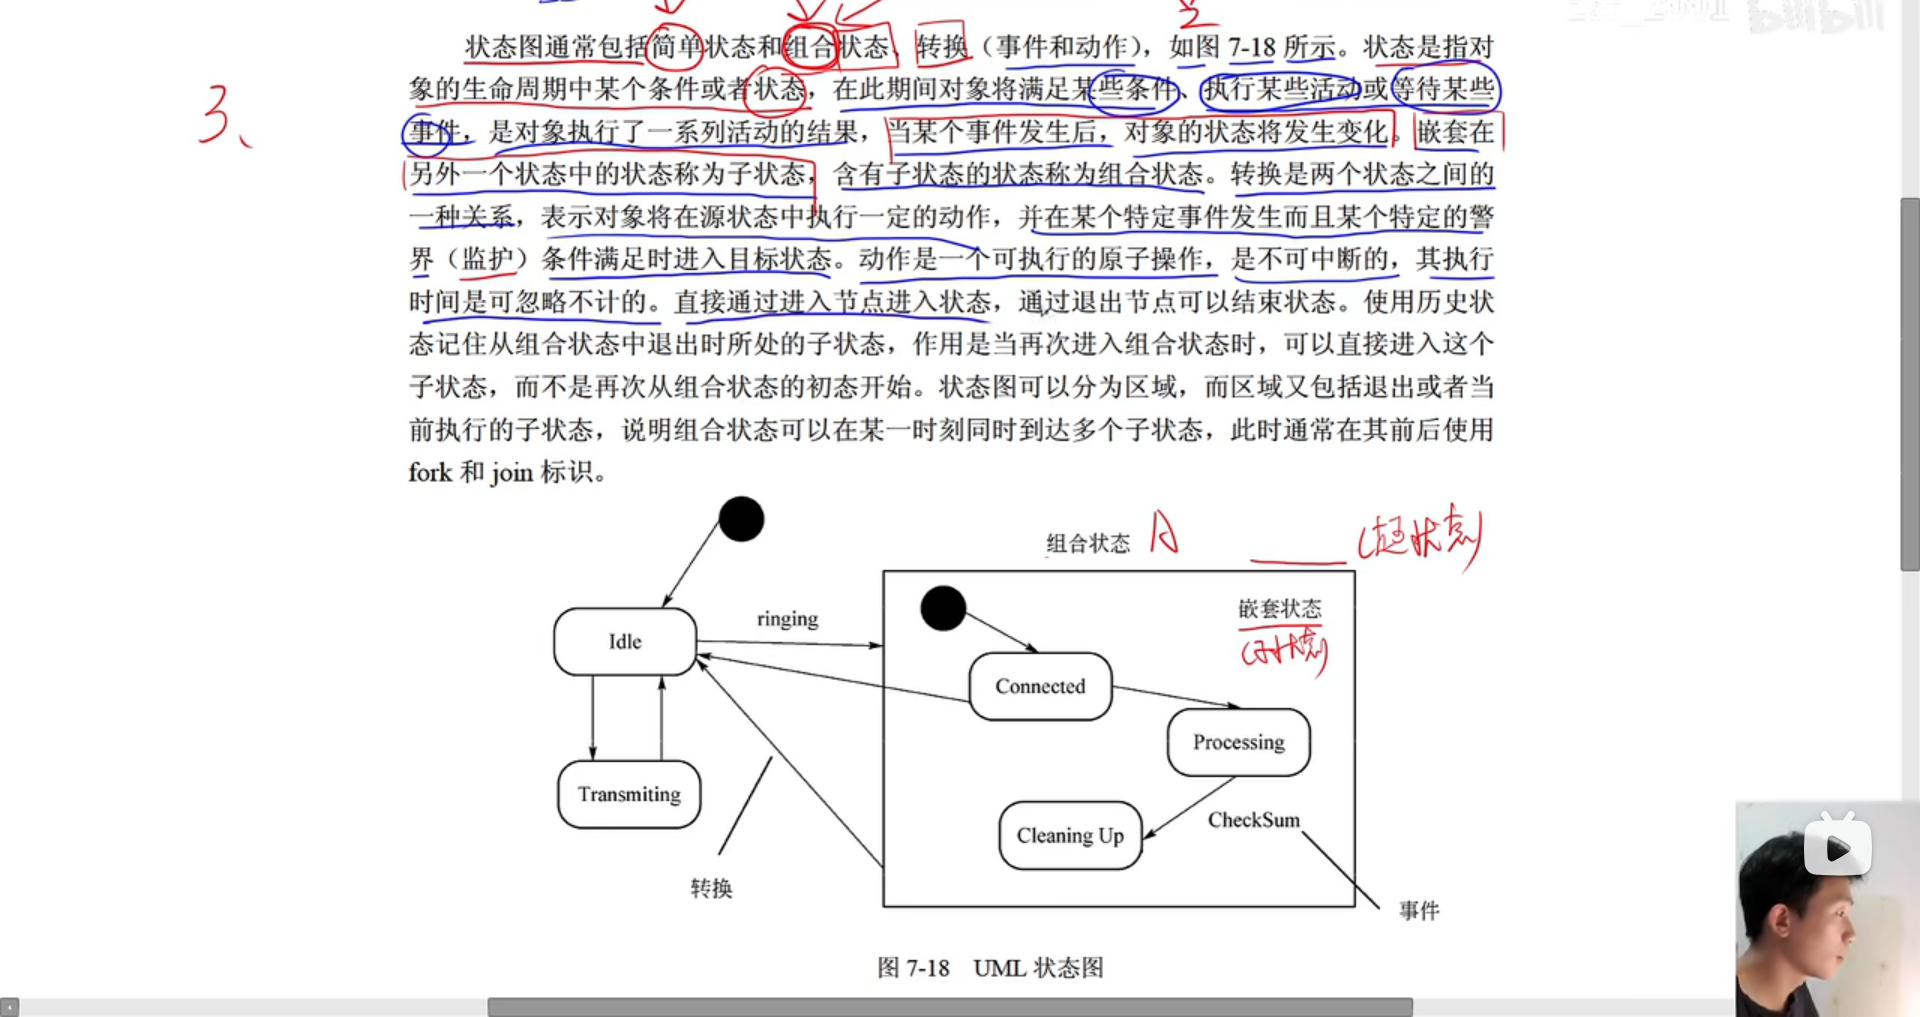 状态图通常包括简单状态和组合状态、转换（事件和动作），如图 7-18 所示。状态是指对
象的生命周期中某个条件或者状态，在此期间对象将满足某些条件、执行某些活动或等待某些
事件，是对象执行了一系列活动的结果，当某个事件发生后，对象的状态将发生变化。嵌套在
另外一个状态中的状态称为子状态，含有子状态的状态称为组合状态。转换是两个状态之间的
一种关系，表示对象将在源状态中执行一定的动作，并在某个特定事件发生而且某个特定的警
界（监护）条件满足时进入目标状态。动作是一个可执行的原子操作，是不可中断的，其执行
时间是可忽略不计的。直接通过进入节点进入状态，通过退出节点可以结束状态。使用历史状
态记住从组合状态中退出时所处的子状态，作用是当再次进入组合状态时，可以直接进入这个
子状态，而不是再次从组合状态的初态开始。状态图可以分为区域，而区域又包括退出或者当
前执行的子状态，说明组合状态可以在某一时刻同时到达多个子状态，此时通常在其前后使用
fork 和 join 标识。
3、
组合状态 A
（超状态）
嵌套状态
（子状态）
ringing
Idle
Connected
Processing
Transmiting
CheckSum
Cleaning Up
转换
事件
图 7-18 UML 状态图